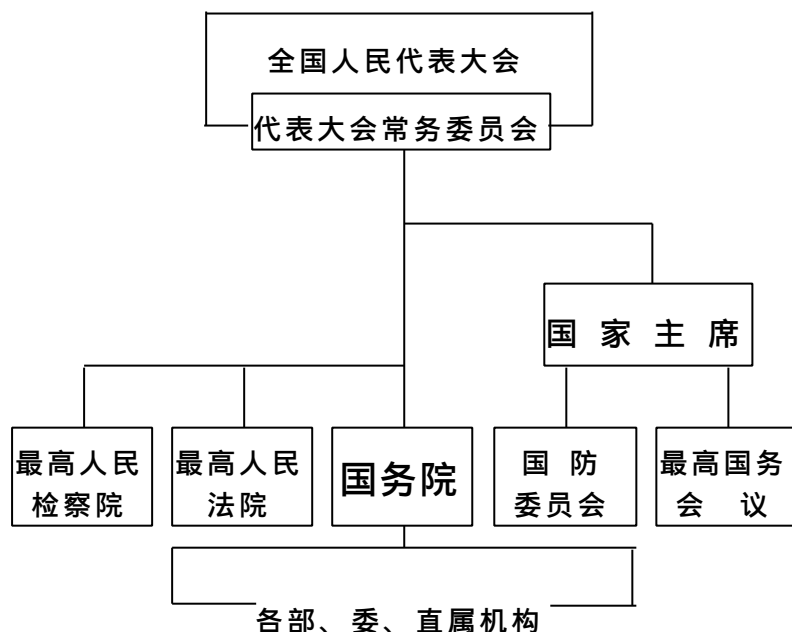 全国人民代表大会
代表大会常务委员会
国家主席
最高人民
检察院
最高人民
法院
国务院
国防
委员会
最高国务
会议
各部、委、直属机构